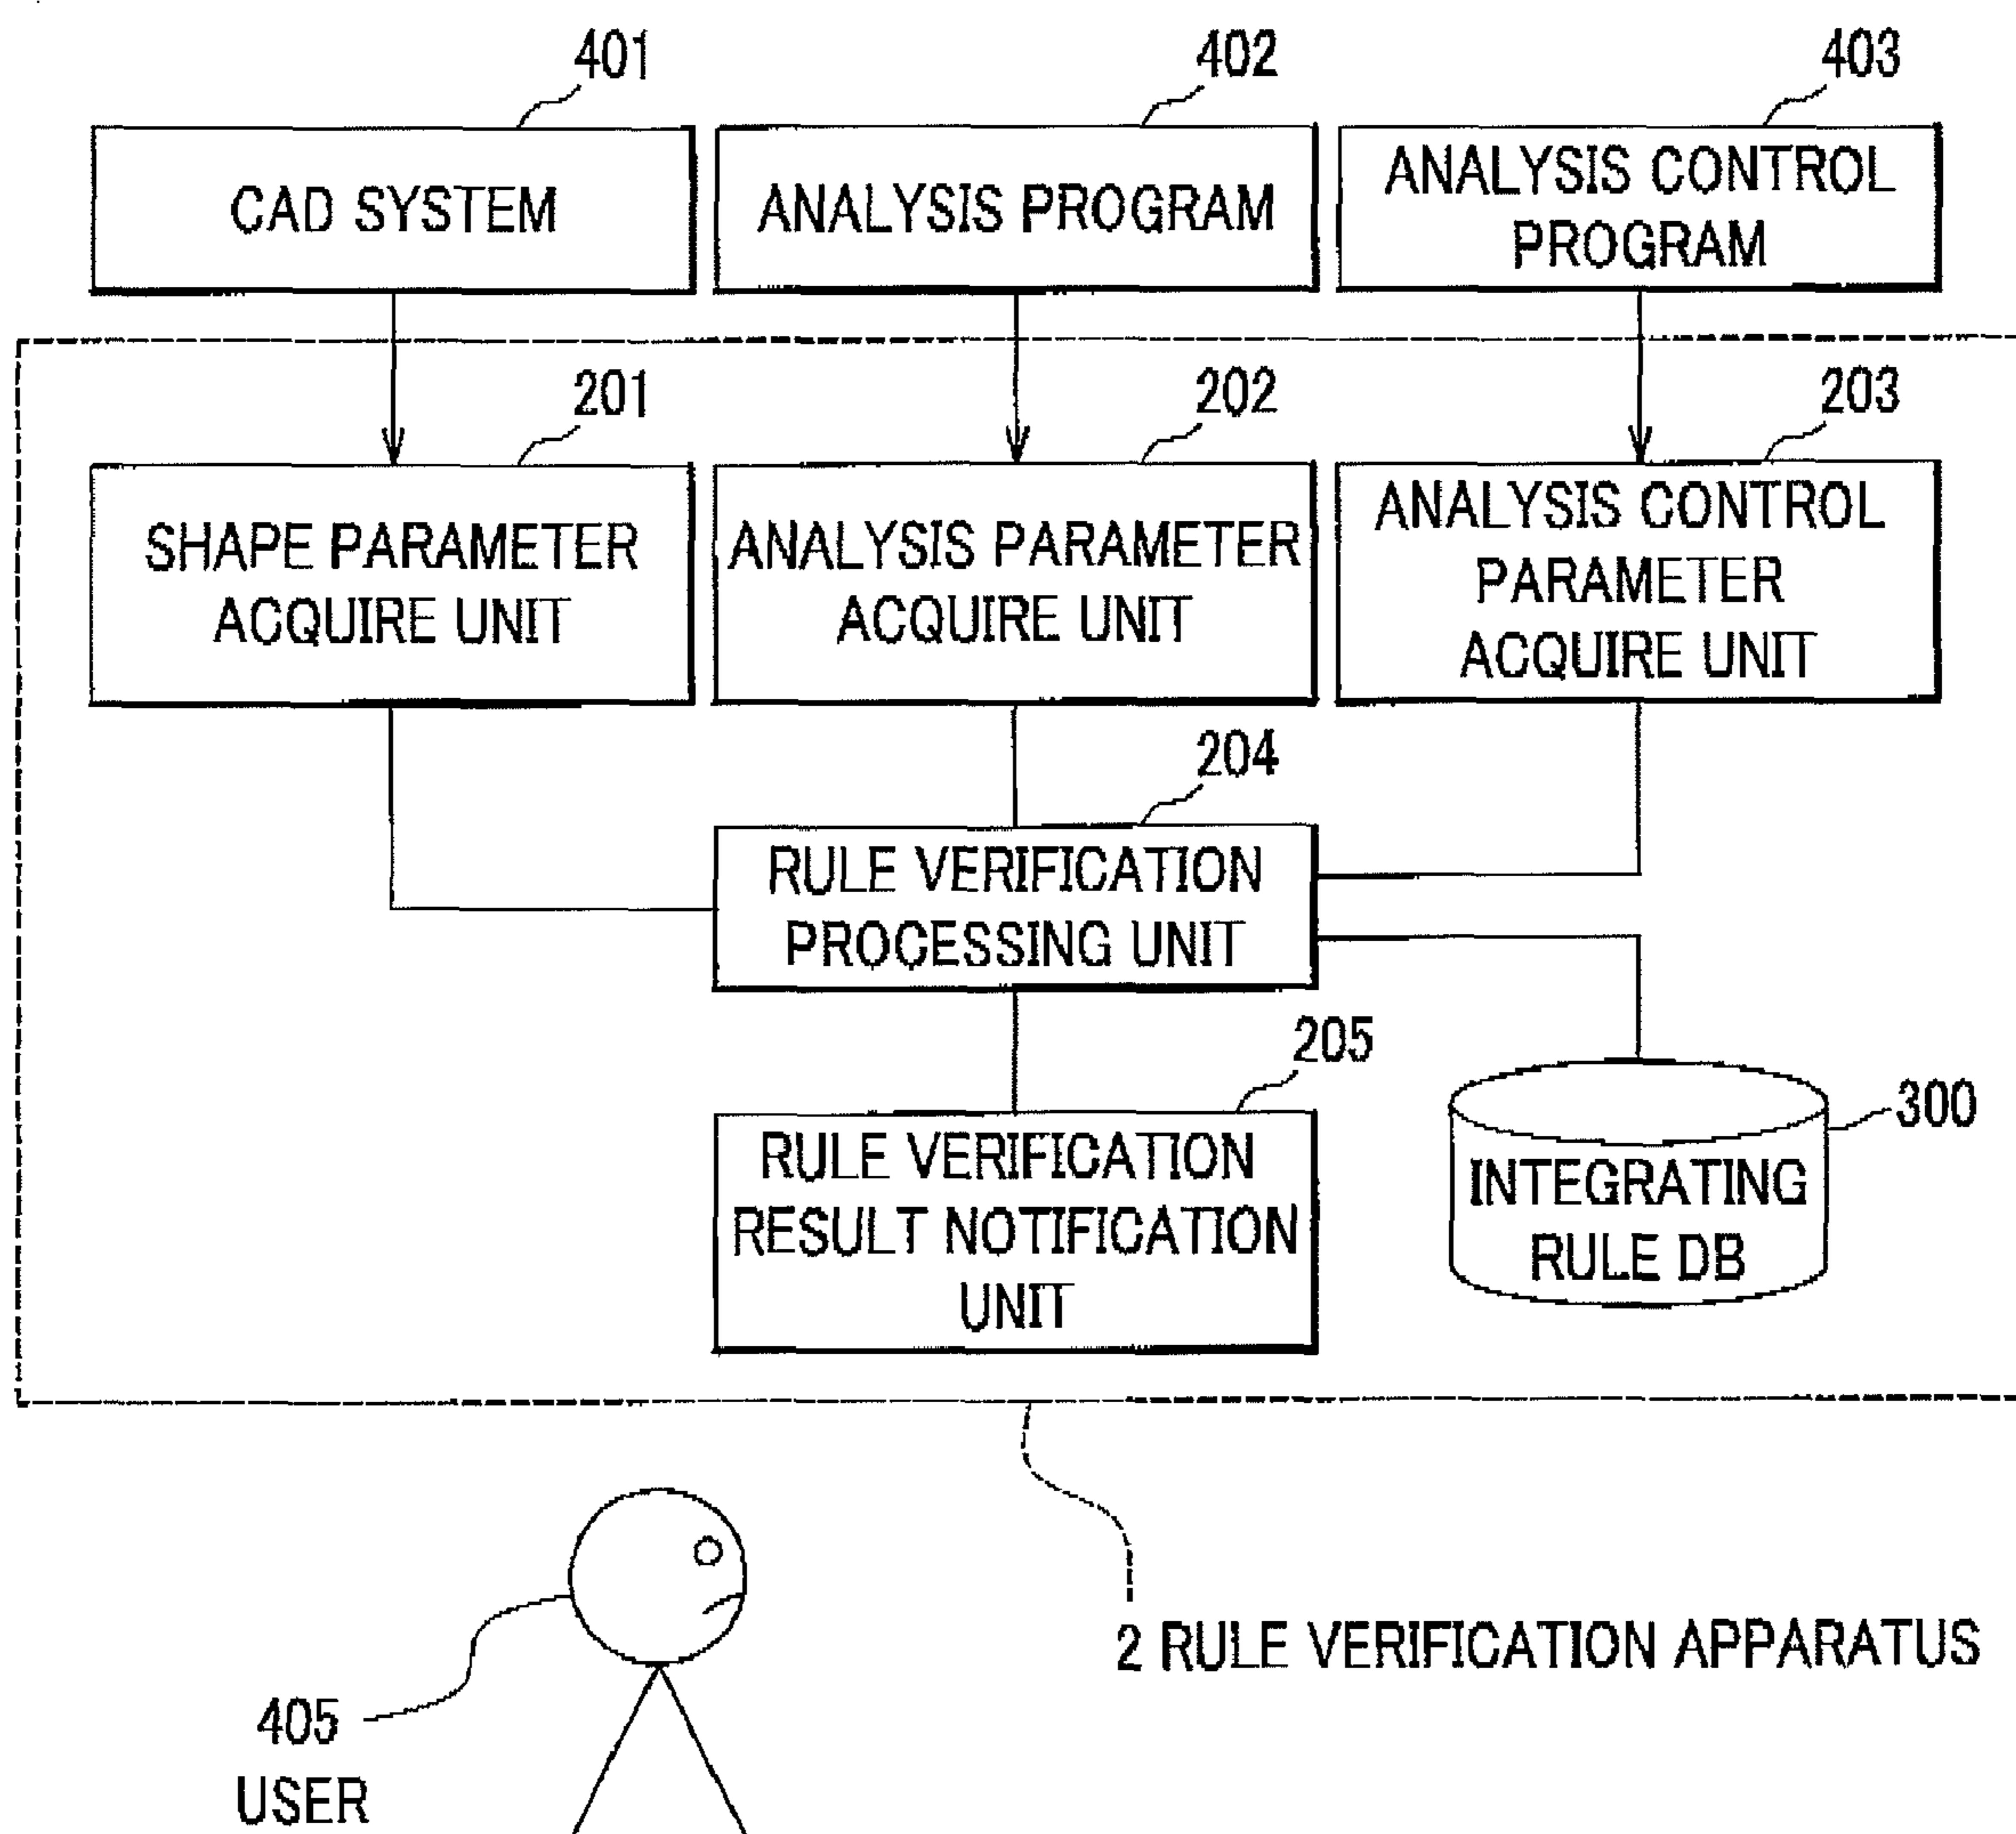 401
402
403
CAD SYSTEM
ANALYSIS PROGRAM
ANALYSIS CONTROL
PROGRAM
201
202
203
SHAPE PARAMETER
ACQUIRE UNIT
ANALYSIS PARAMETER
ACQUIRE UNIT
ANALYSIS CONTROL
PARAMETER
ACQUIRE UNIT
204
RULE VERIFICATION
PROCESSING UNIT
205
RULE VERIFICATION
RESULT NOTIFICATION
UNIT
300
INTEGRATING
RULE DB
2 RULE VERIFICATION APPARATUS
405
USER